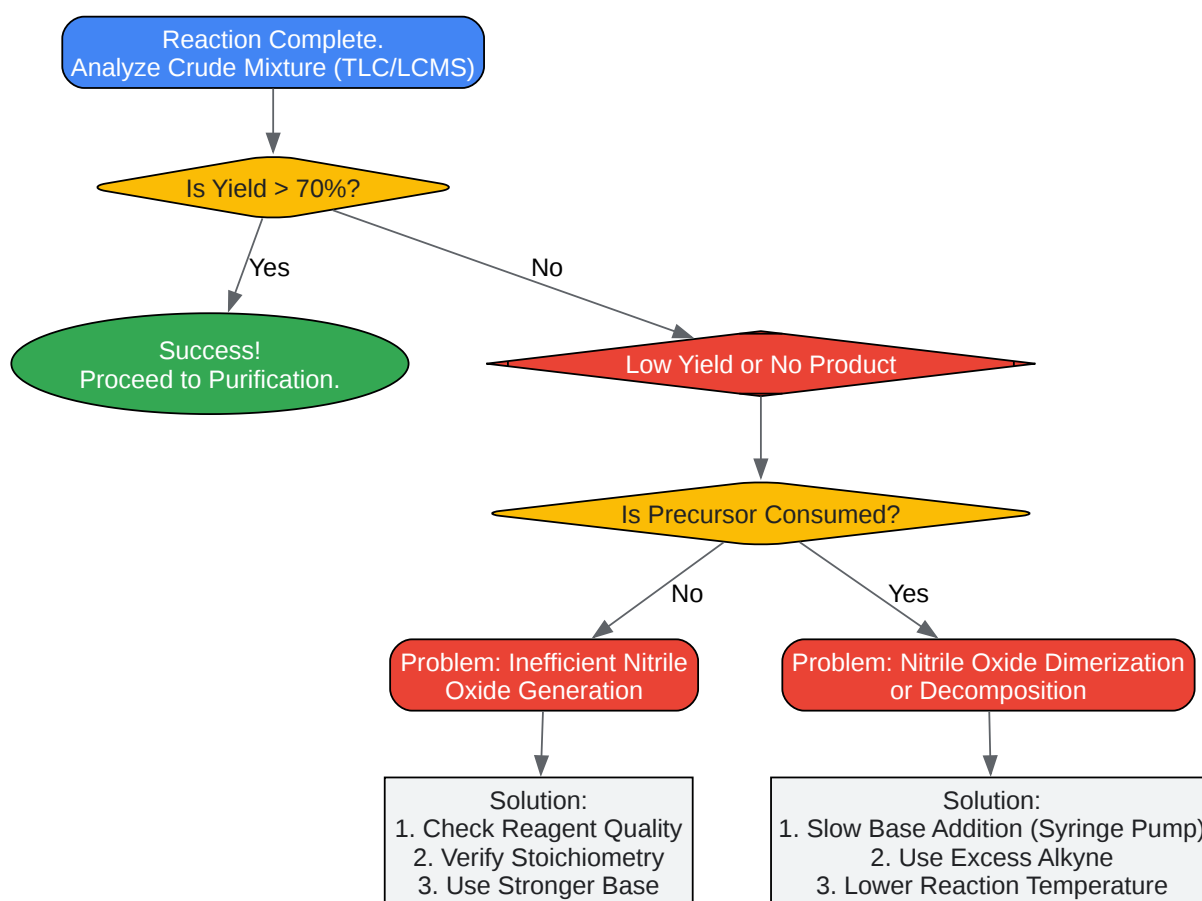 Reaction Complete.
Analyze Crude Mixture (TLC/LCMS)
Is Yield > 70%?
Yes
No
Success!
Proceed to Purification.
Low Yield or No Product
Is Precursor Consumed?
No
Yes
Problem: Inefficient Nitrile
Oxide Generation
Problem: Nitrile Oxide Dimerization
or Decomposition
Solution:
1. Check Reagent Quality
2. Verify Stoichiometry
3. Use Stronger Base
Solution:
1. Slow Base Addition (Syringe Pump)
2. Use Excess Alkyne
3. Lower Reaction Temperature